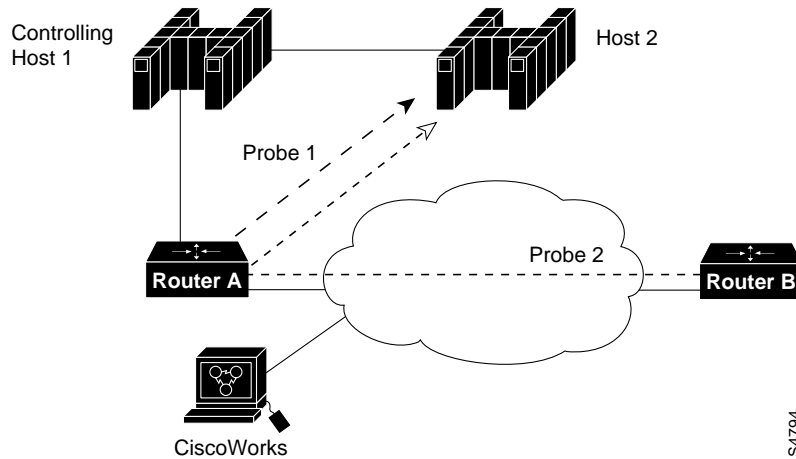 Controlling
Host 1
Host 2
Probe 1
Probe 2
Router A
Router B
CiscoWorks
S4794